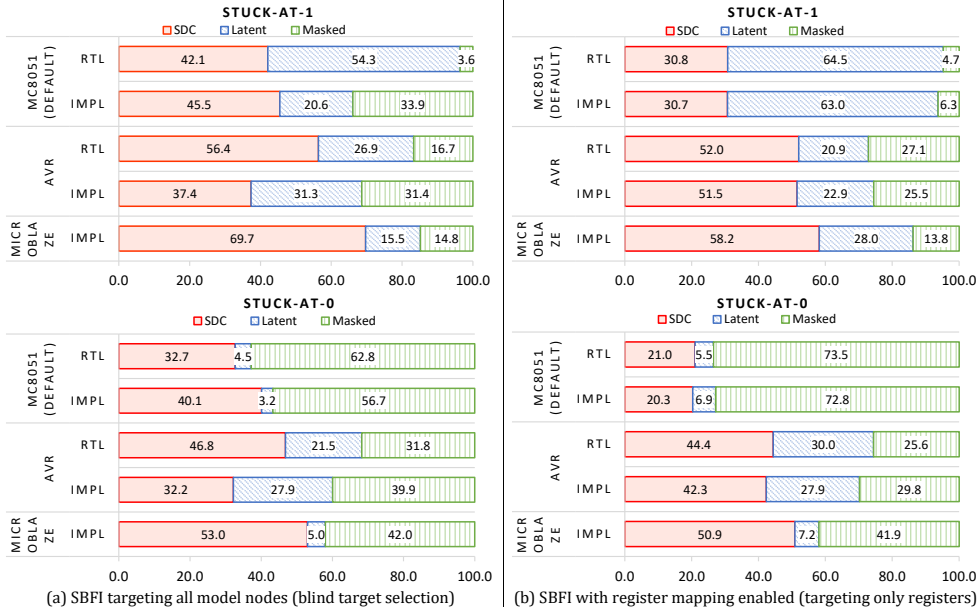 STUCK-AT-1
SDC Latent Masked
MC8051 (DEFAULT)
RTL 42.1 54.3 3.6
IMPL 45.5 20.6 33.9
AVR
RTL 56.4 26.9 16.7
IMPL 37.4 31.3 31.4
MICR OBLA ZE
IMPL 69.7 15.5 14.8
0.0 20.0 40.0 60.0 80.0 100.0
STUCK-AT-0
SDC Latent Masked
MC8051 (DEFAULT)
RTL 32.7 4.5 62.8
IMPL 40.1 3.2 56.7
AVR
RTL 46.8 21.5 31.8
IMPL 32.2 27.9 39.9
MICR OBLA ZE
IMPL 53.0 5.0 42.0
0.0 20.0 40.0 60.0 80.0 100.0
(a) SBFI targeting all model nodes (blind target selection)
STUCK-AT-1
SDC Latent Masked
MC8051 (DEFAULT)
RTL 30.8 64.5 4.7
IMPL 30.7 63.0 6.3
AVR
RTL 52.0 20.9 27.1
IMPL 51.5 22.9 25.5
MICR OBLA ZE
IMPL 58.2 28.0 13.8
0.0 20.0 40.0 60.0 80.0 100.0
STUCK-AT-0
SDC Latent Masked
MC8051 (DEFAULT)
RTL 21.0 5.5 73.5
IMPL 20.3 6.9 72.8
AVR
RTL 44.4 30.0 25.6
IMPL 42.3 27.9 29.8
MICR OBLA ZE
IMPL 50.9 7.2 41.9
0.0 20.0 40.0 60.0 80.0 100.0
(b) SBFI with register mapping enabled (targeting only registers)